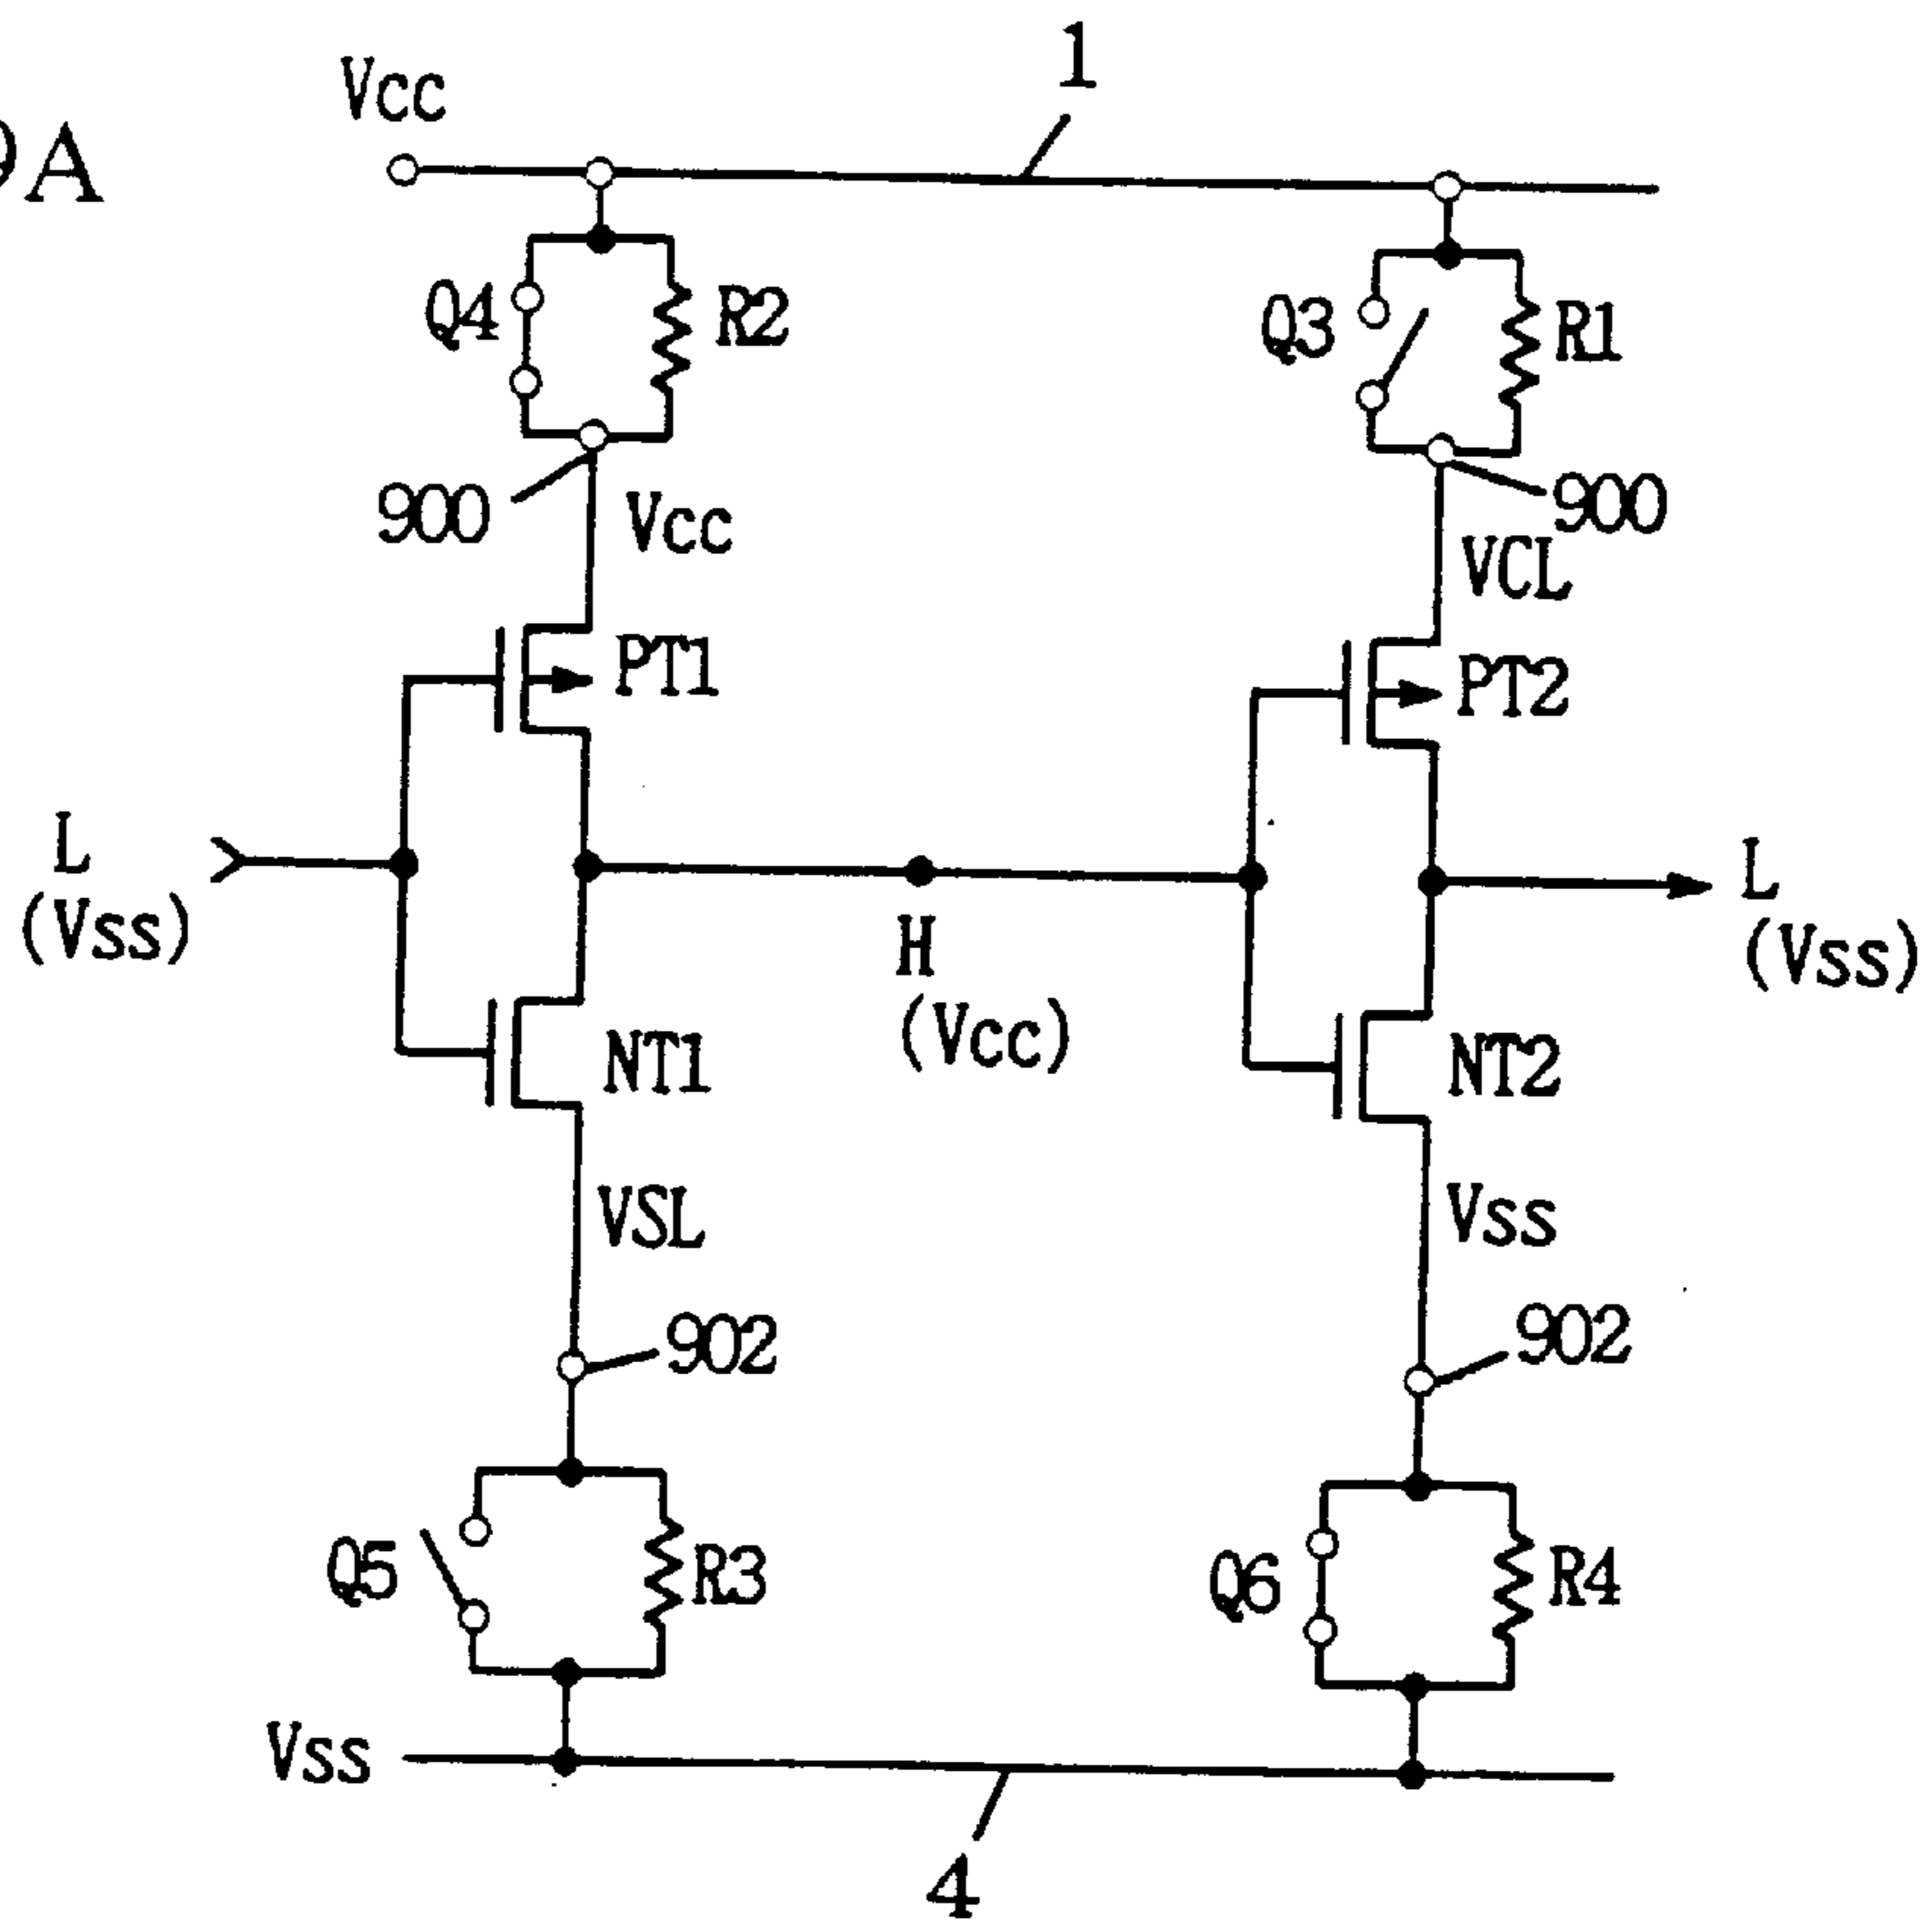 1
Vcc
A
Q4
R2
Q3
R1
900
Vcc
900
VCL
PT1
PT2
L
(Vss)
H
(Vcc)
L
(Vss)
NT1
NT2
VSL
Vss
902
902
Q5
R3
Q6
R4
Vss
4